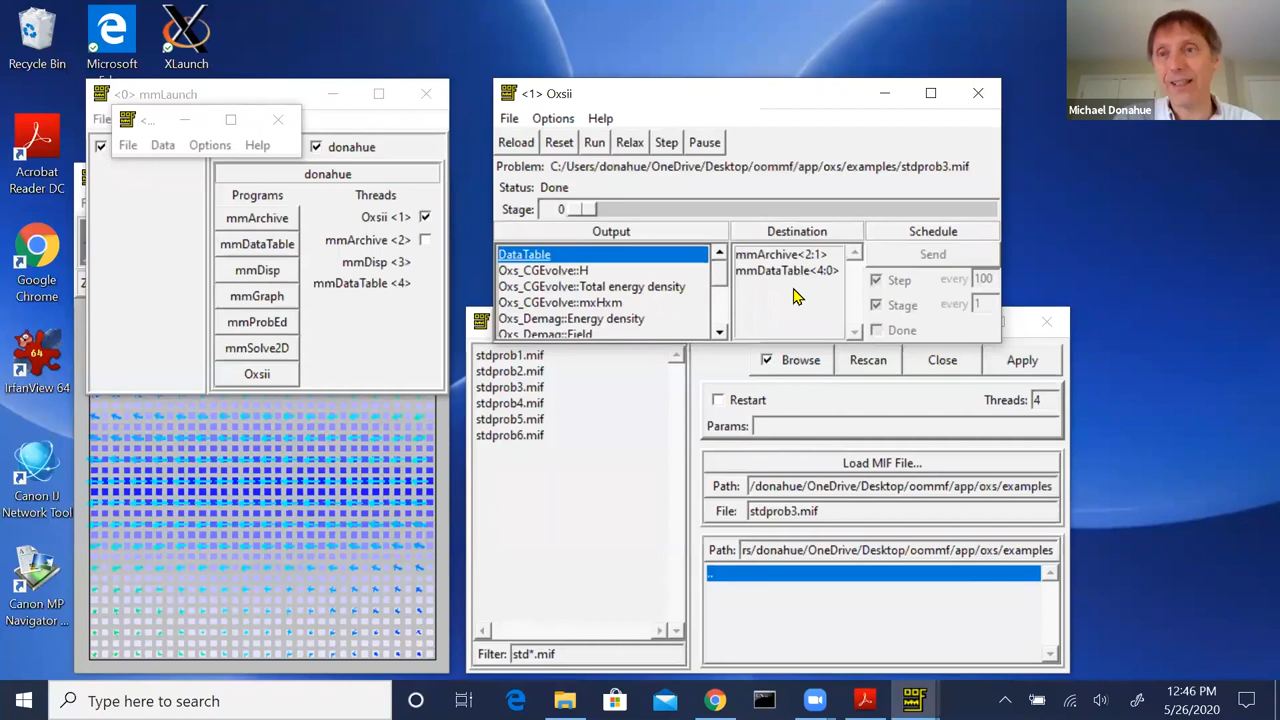 Recycle Bin
Microsoft
XLaunch
Acrobat
Reader DC
Google
Chrome
64
IrfanView 64
Canon IJ
Network Tool
Canon MP
Navigator ...
<0> mmLaunch
<...
File Data Options Help
donahue
donahue
Programs Threads
mmArchive Oxsii <1>
mmDataTable mmArchive <2>
mmDisp mmDisp <3>
mmGraph mmDataTable <4>
mmProbEd
mmSolve2D
Oxsii
<1> Oxsii
File Options Help
Reload Reset Run Relax Step Pause
Problem: C:/Users/donahue/OneDrive/Desktop/oommf/app/oxs/examples/stdprob3.mif
Status: Done
Stage: 0
Output Destination Schedule
DataTable mmArchive<2:1> Send
Oxs_CGEvolve::H mmDataTable<4:0>
Oxs_CGEvolve::Total energy density Step every 100
Oxs_CGEvolve::mxHxm Stage every 1
Oxs_Demag::Energy density Done
Oxs_Demag::Field
stdprob1.mif
stdprob2.mif
stdprob3.mif
stdprob4.mif
stdprob5.mif
stdprob6.mif
Filter: std*.mif
Browse Rescan Close Apply
Restart Threads: 4
Params:
Load MIF File...
Path: /donahue/OneDrive/Desktop/oommf/app/oxs/examples
File: stdprob3.mif
Path: rs/donahue/OneDrive/Desktop/oommf/app/oxs/examples
..
Michael Donahue
Type here to search
12:46 PM
5/26/2020